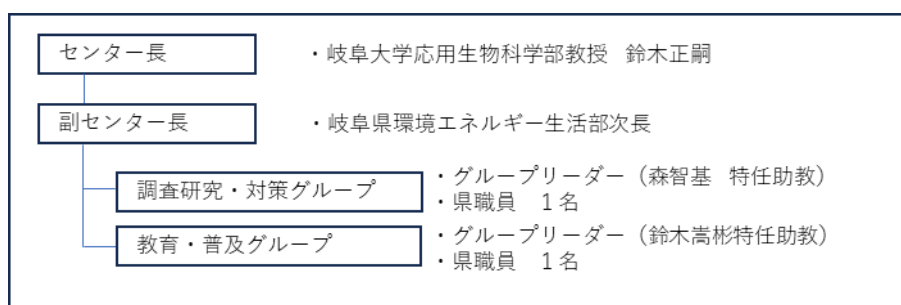 センター長　・岐阜大学応用生物科学部教授　鈴木正嗣
副センター長　・岐阜県環境エネルギー生活部次長
調査研究・対策グループ　・グループリーダー（森智基　特任助教）
・県職員　１名
教育・普及グループ　・グループリーダー（鈴木嵩彬特任助教）
・県職員　１名